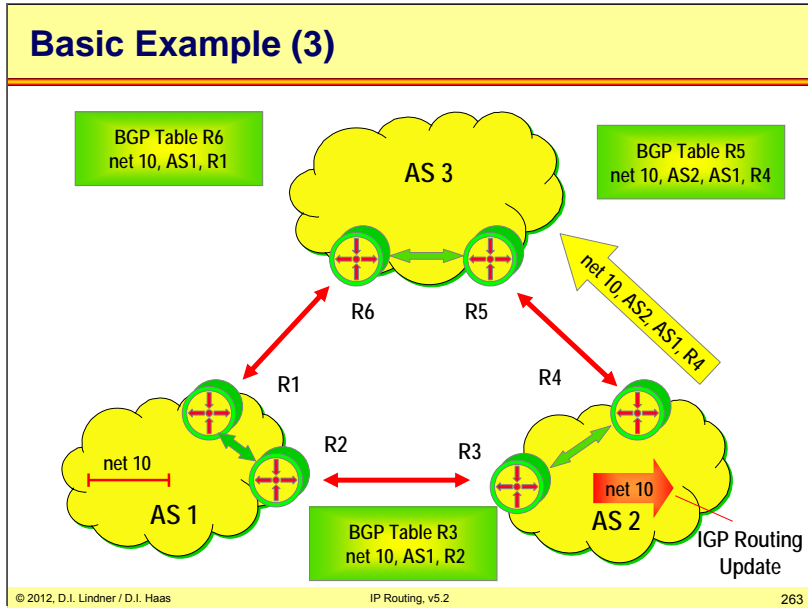 Basic Example (3)
BGP Table R6
net 10, AS1, R1
AS 3
BGP Table R5
net 10, AS2, AS1, R4
net 10, AS2, AS1, R4
R6
R5
R1
R4
R2
R3
net 10
AS 1
net 10
AS 2
BGP Table R3
net 10, AS1, R2
IGP Routing
Update
© 2012, D.I. Lindner / D.I. Haas
IP Routing, v5.2
263